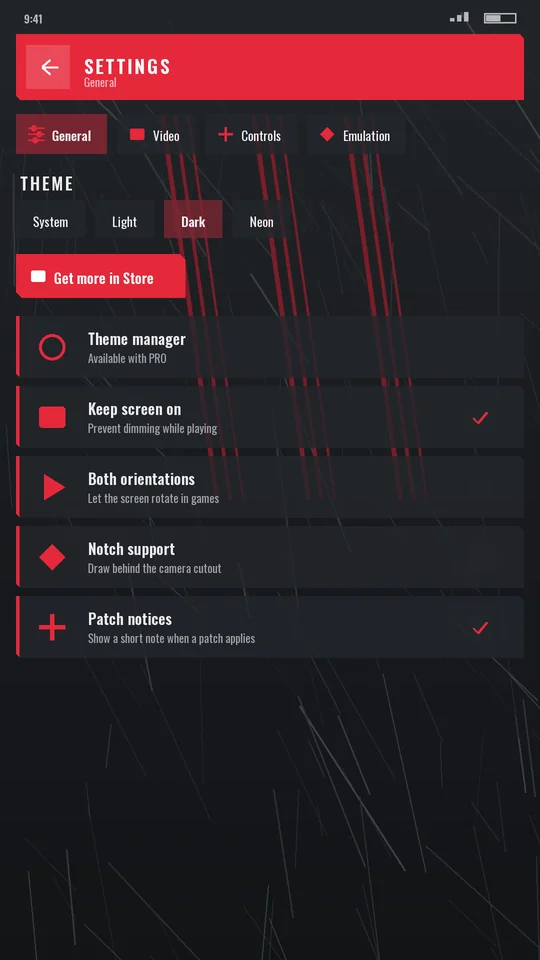 9:41
SETTINGS
General
General
Video
Controls
Emulation
THEME
System
Light
Dark
Neon
Get more in Store
Theme manager
Available with PRO
Keep screen on
Prevent dimming while playing
Both orientations
Let the screen rotate in games
Notch support
Draw behind the camera cutout
Patch notices
Show a short note when a patch applies